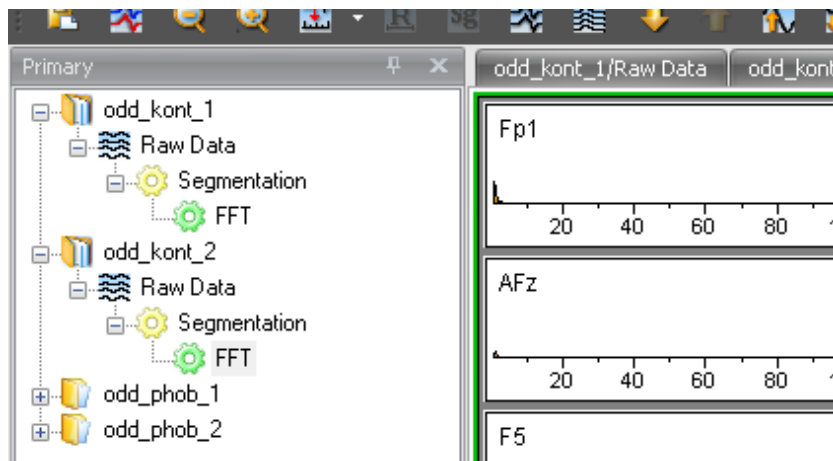 R Sg
Primary
odd_kont_1
Raw Data
Segmentation
FFT
odd_kont_2
Raw Data
Segmentation
FFT
odd_phob_1
odd_phob_2
odd_kont_1/Raw Data odd_kont
Fp1
20 40 60 80
AFz
20 40 60 80
F5